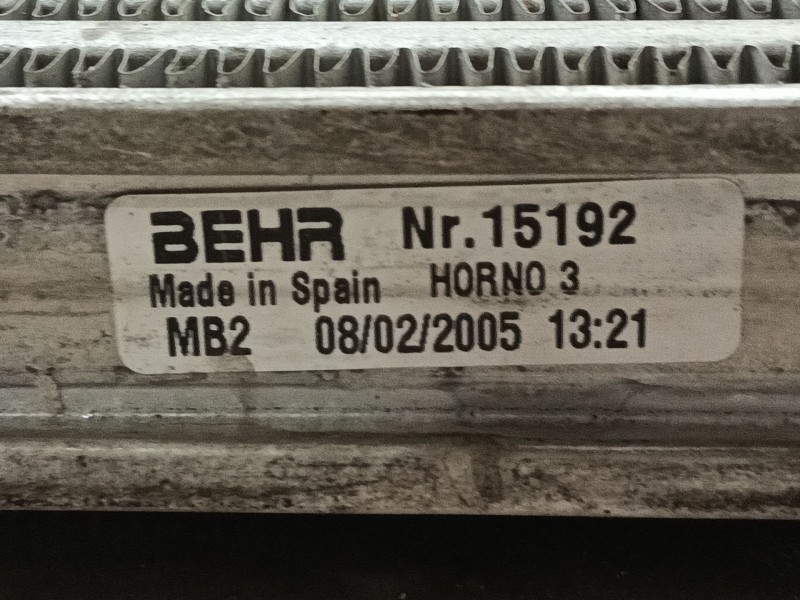 BEHR Nr.15192
Made in Spain HORNO 3
MB2 08/02/2005 13:21